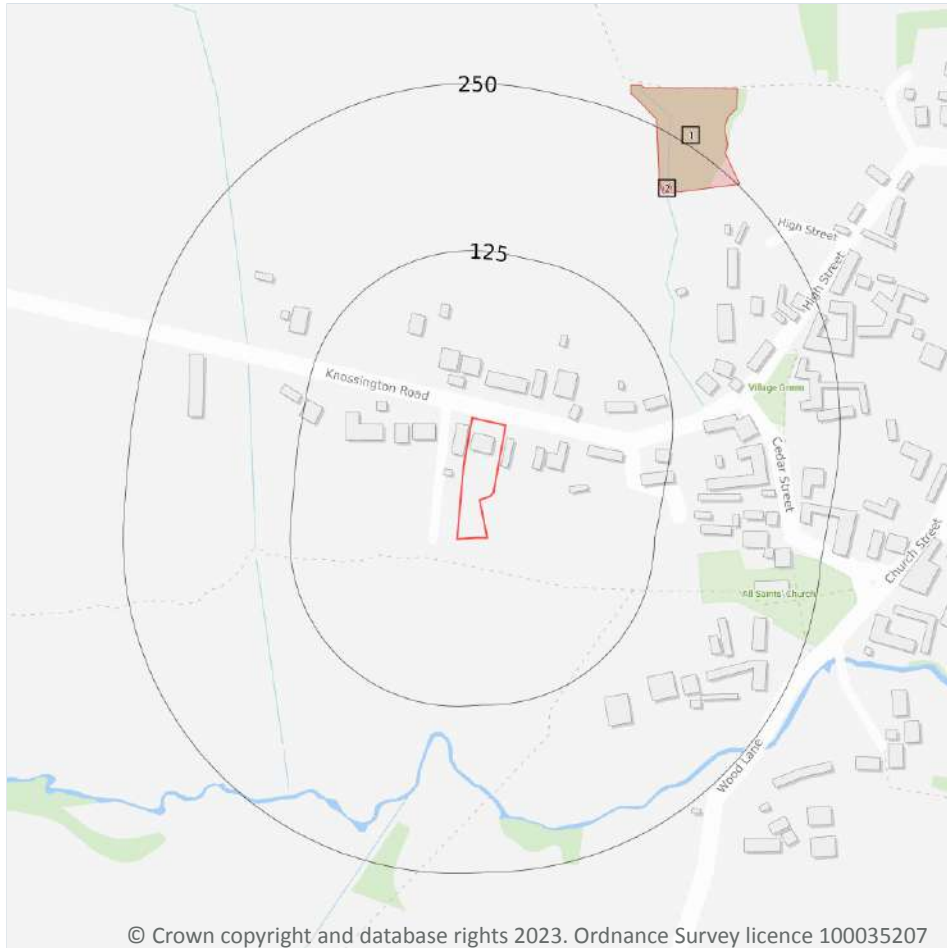 250
1
2
High Street
125
High Street
Knossington Road
Village Green
Cedar Street
Church Street
All Saints' Church
Wood Lane
© Crown copyright and database rights 2023. Ordnance Survey licence 100035207